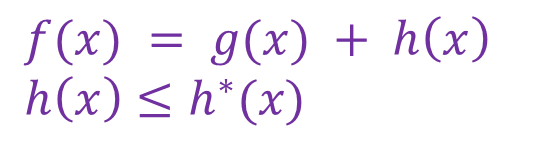 f(x) = g(x) + h(x)
h(x) ≤ h*(x)